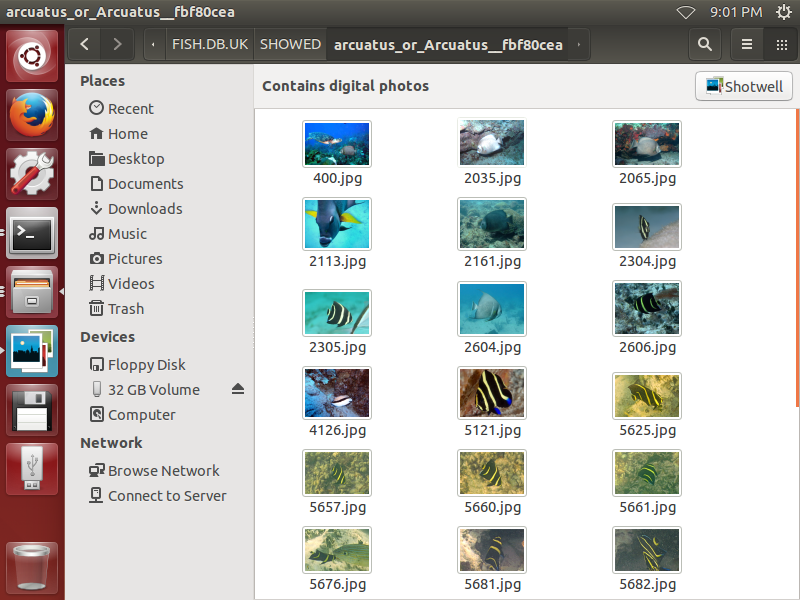 arcuatus_or_Arcuatus__fbf80cea 9:01 PM
FISH.DB.UK SHOWED arcuatus_or_Arcuatus__fbf80cea
Places
Recent
Home
Desktop
Documents
Downloads
Music
Pictures
Videos
Trash
Devices
Floppy Disk
32 GB Volume
Computer
Network
Browse Network
Connect to Server
Contains digital photos Shotwell
400.jpg 2035.jpg 2065.jpg
2113.jpg 2161.jpg 2304.jpg
2305.jpg 2604.jpg 2606.jpg
4126.jpg 5121.jpg 5625.jpg
5657.jpg 5660.jpg 5661.jpg
5676.jpg 5681.jpg 5682.jpg